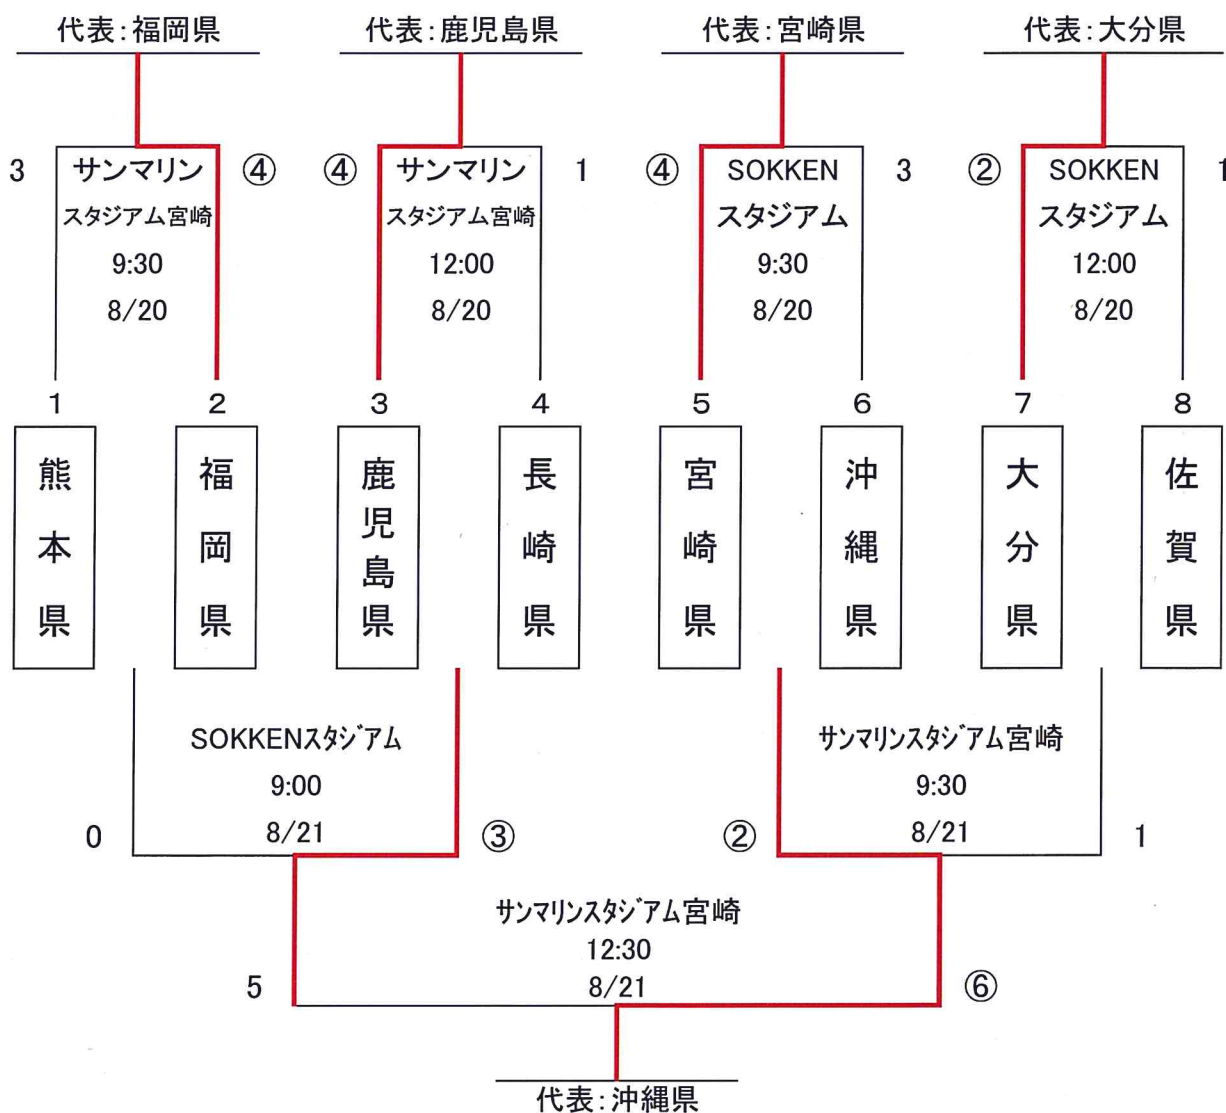 代表:福岡県
代表:鹿児島県
代表:宮崎県
代表:大分県
3
サンマリン
スタジアム宮崎
9:30
8/20
④
④
サンマリン
スタジアム宮崎
12:00
8/20
1
④
SOKKEN
スタジアム
9:30
8/20
3
②
SOKKEN
スタジアム
12:00
8/20
1
1
2
3
4
5
6
7
8
熊本県
福岡県
鹿児島県
長崎県
宮崎県
沖縄県
大分県
佐賀県
SOKKENスタジアム
9:00
8/21
0
③
サンマリンスタジアム宮崎
9:30
8/21
②
1
サンマリンスタジアム宮崎
12:30
8/21
5
⑥
代表:沖縄県